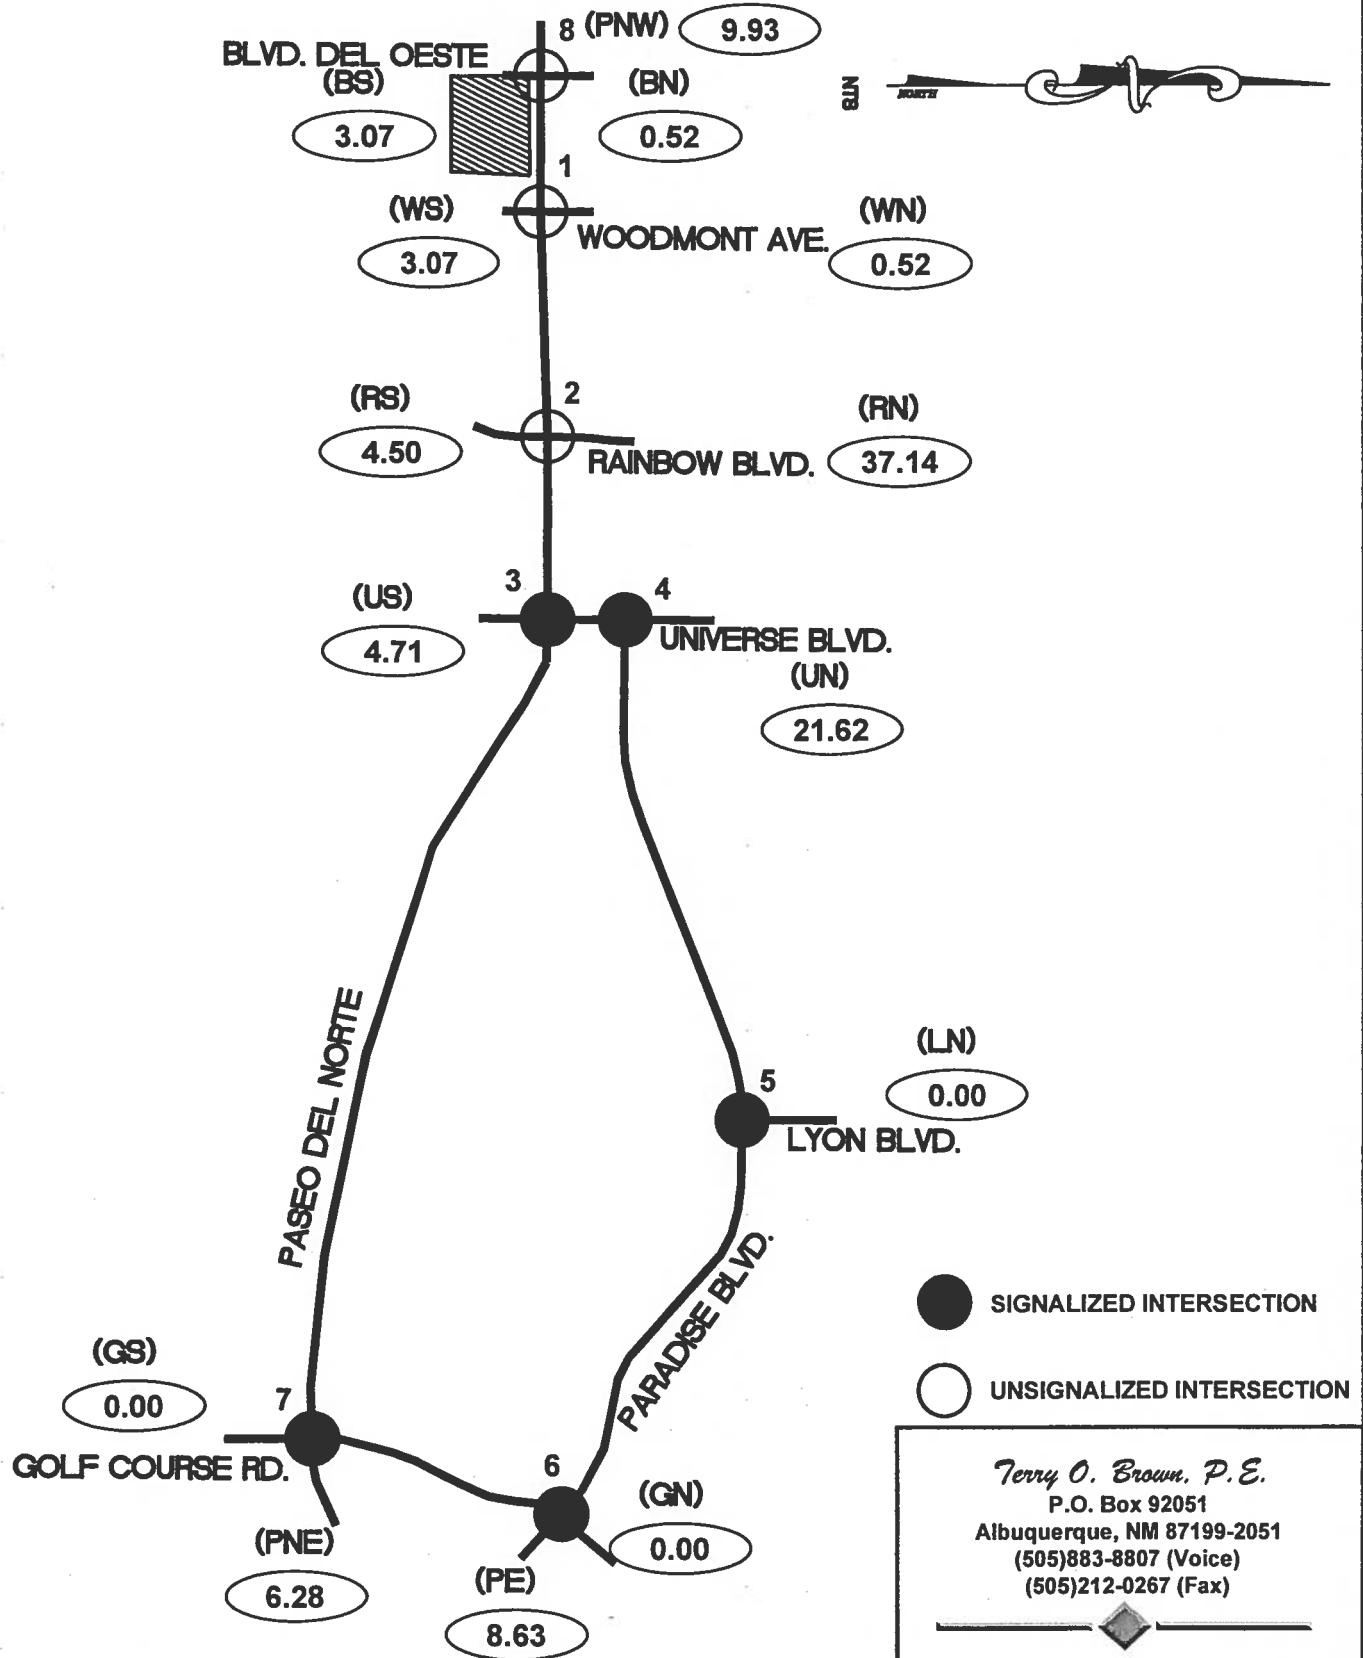 8 (PNW) 9.93
BLVD. DEL OESTE
(BS) (BN)
3.07 0.52
NTS
NORTH
1
(WS) (WN)
WOODMONT AVE.
3.07 0.52
2
(RS) (RN)
4.50 RAINBOW BLVD. 37.14
3 4
(US)
UNIVERSE BLVD.
4.71 (UN)
21.62
PASEO DEL NORTE
(LN)
5 0.00
LYON BLVD.
PARADISE BLVD.
SIGNALIZED INTERSECTION
UNSIGNALIZED INTERSECTION
(GS)
0.00 7
GOLF COURSE RD.
6
(GN)
0.00
(PNE)
6.28
(PE)
8.63
Terry O. Brown, P.E.
P.O. Box 92051
Albuquerque, NM 87199-2051
(505)883-8807 (Voice)
(505)212-0267 (Fax)